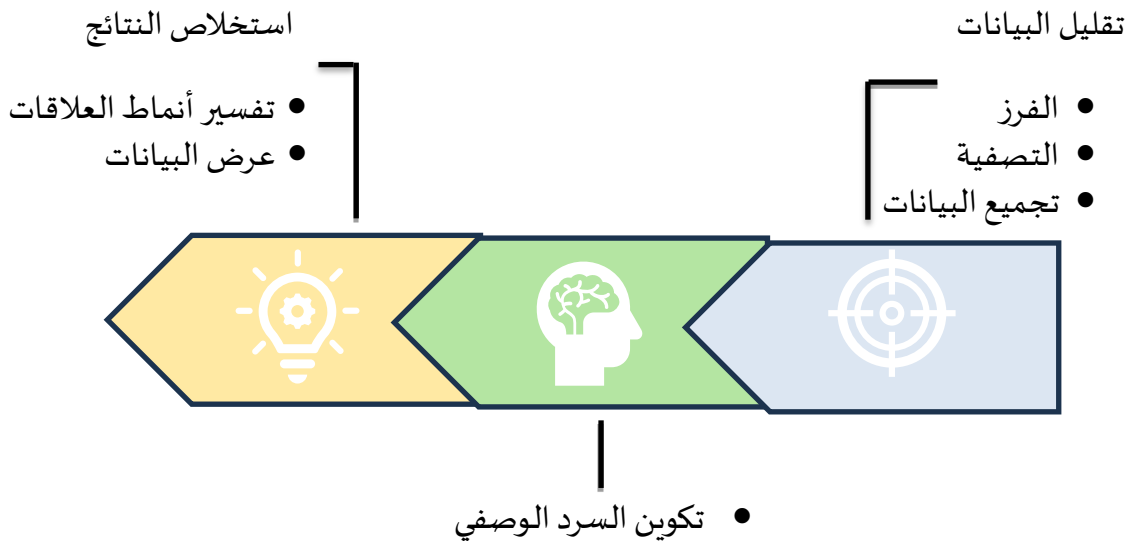 تقليل البيانات
● الفرز
● التصفية
● تجميع البيانات
● تكوين السرد الوصفي
استخلاص النتائج
● تفسير أنماط العلاقات
● عرض البيانات